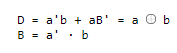 D = a'b + aB' = a ⊕ b
B = a' · b